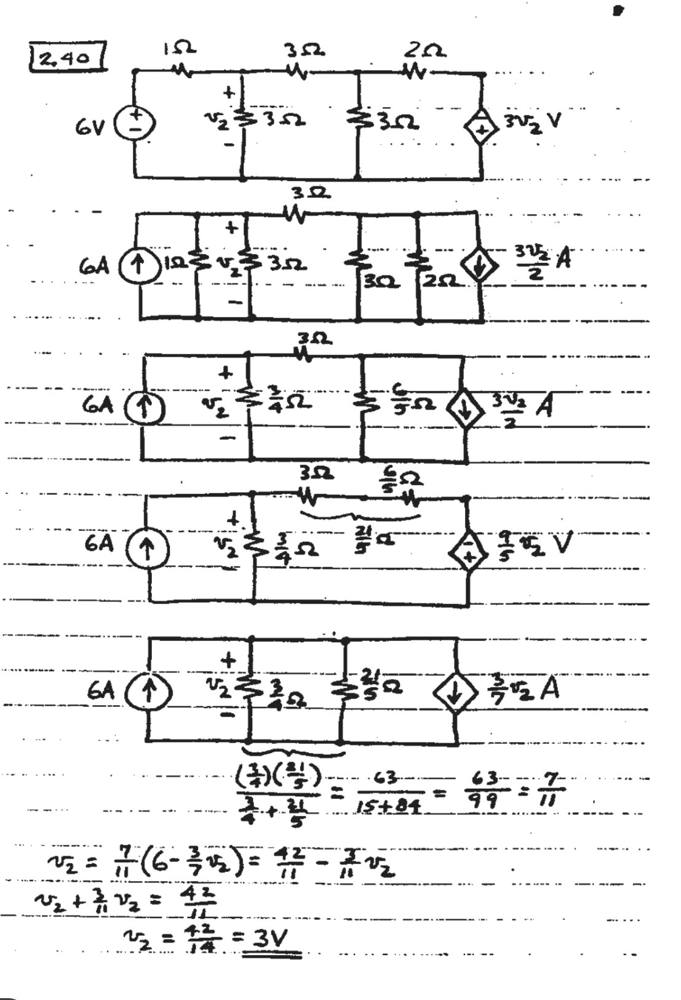 2.40
1Ω 3Ω 2Ω
6V + − + v₂ − 3Ω 3Ω − + 3v₂ V
3Ω
6A 1Ω + v₂ − 3Ω 3Ω 2Ω 3v₂/2 A
3Ω
6A + v₂ − 3/4 Ω 6/5 Ω 3v₂/2 A
3Ω 6/5 Ω
21/5 Ω
6A + v₂ − 3/4 Ω − + 9/5 v₂ V
6A + v₂ − 3/4 Ω 21/5 Ω 3/7 v₂ A
(3/4)(21/5) / (3/4 + 21/5) = 63/(15+84) = 63/99 = 7/11
v₂ = 7/11 (6 - 3/7 v₂) = 42/11 - 3/11 v₂
v₂ + 3/11 v₂ = 42/11
v₂ = 42/14 = 3V